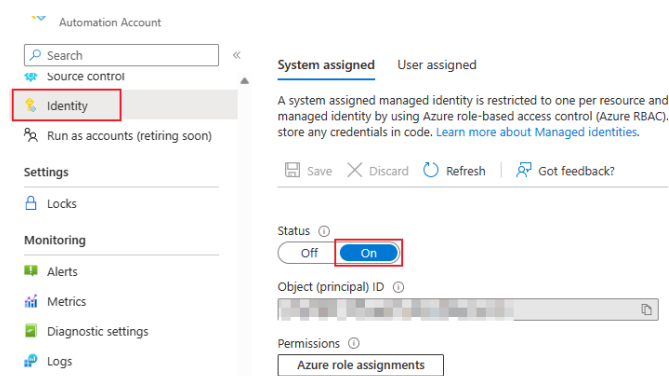 Automation Account
Search
Source control
Identity
Run as accounts (retiring soon)
Settings
Locks
Monitoring
Alerts
Metrics
Diagnostic settings
Logs
System assigned User assigned
A system assigned managed identity is restricted to one per resource and
managed identity by using Azure role-based access control (Azure RBAC).
store any credentials in code. Learn more about Managed identities.
Save Discard Refresh Got feedback?
Status
Off On
Object (principal) ID
Permissions
Azure role assignments